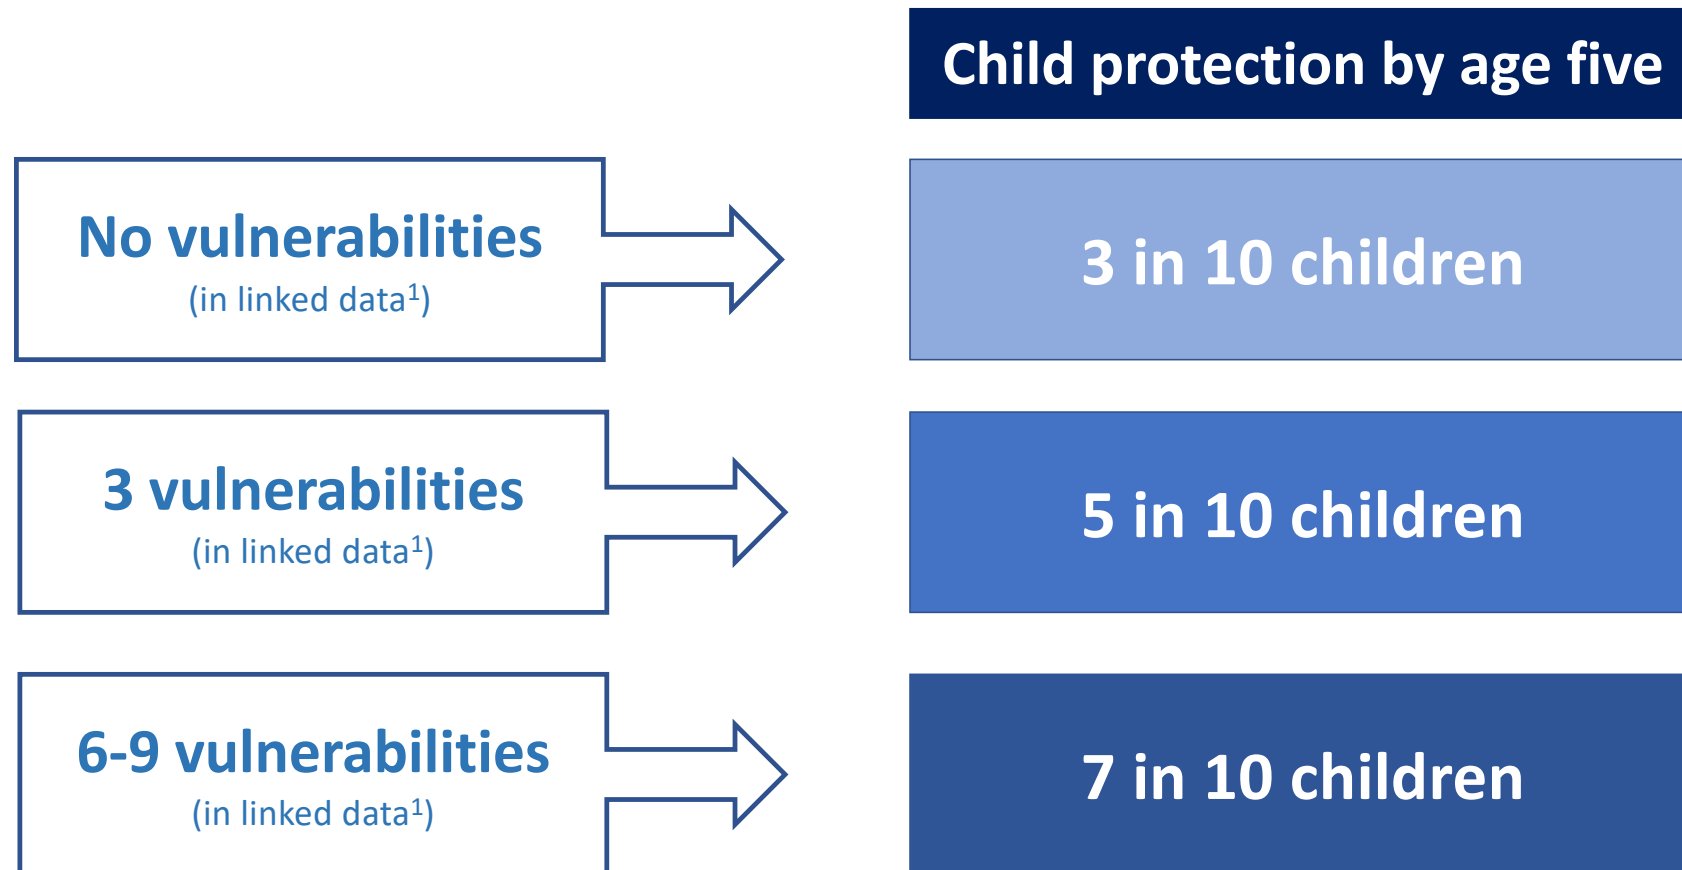 Child protection by age five
No vulnerabilities
(in linked data¹)
3 in 10 children
3 vulnerabilities
(in linked data¹)
5 in 10 children
6-9 vulnerabilities
(in linked data¹)
7 in 10 children